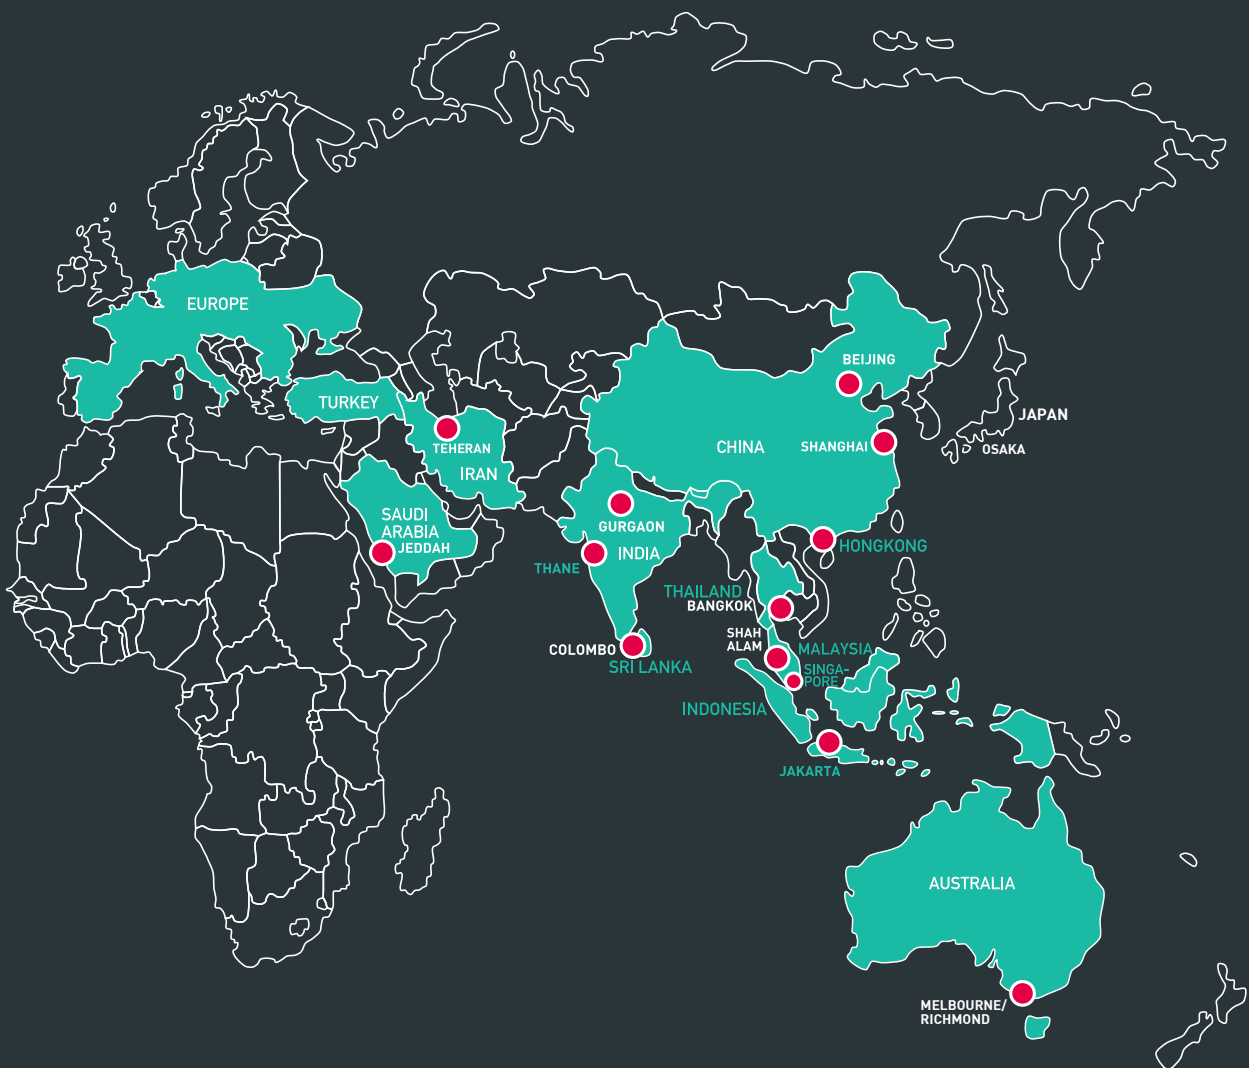 EUROPE
BEIJING
TURKEY
JAPAN
CHINA
SHANGHAI
OSAKA
TEHERAN
IRAN
SAUDI
ARABIA
JEDDAH
GURGAON
INDIA
THANE
HONGKONG
THAILAND
BANGKOK
SHAH
ALAM
MALAYSIA
COLOMBO
SRI LANKA
SINGA-
PORE
INDONESIA
JAKARTA
AUSTRALIA
MELBOURNE/
RICHMOND